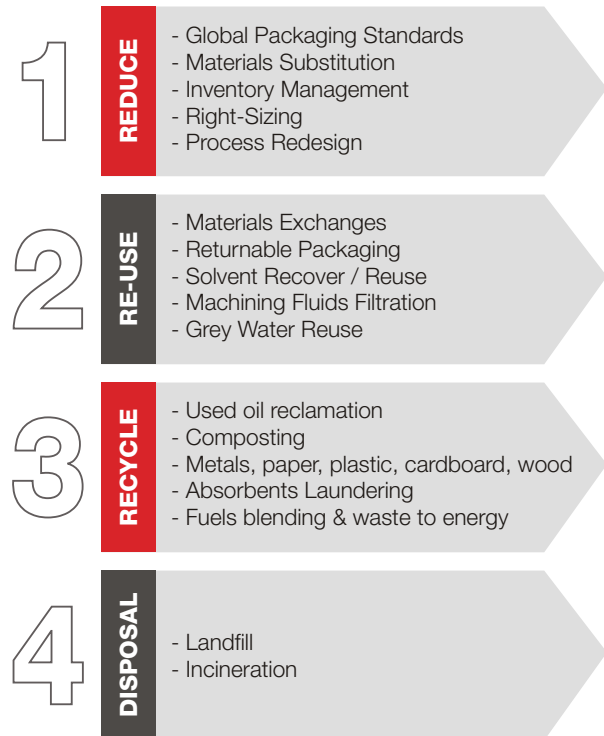 1
REDUCE
- Global Packaging Standards
- Materials Substitution
- Inventory Management
- Right-Sizing
- Process Redesign
2
RE-USE
- Materials Exchanges
- Returnable Packaging
- Solvent Recover / Reuse
- Machining Fluids Filtration
- Grey Water Reuse
3
RECYCLE
- Used oil reclamation
- Composting
- Metals, paper, plastic, cardboard, wood
- Absorbents Laundering
- Fuels blending & waste to energy
4
DISPOSAL
- Landfill
- Incineration